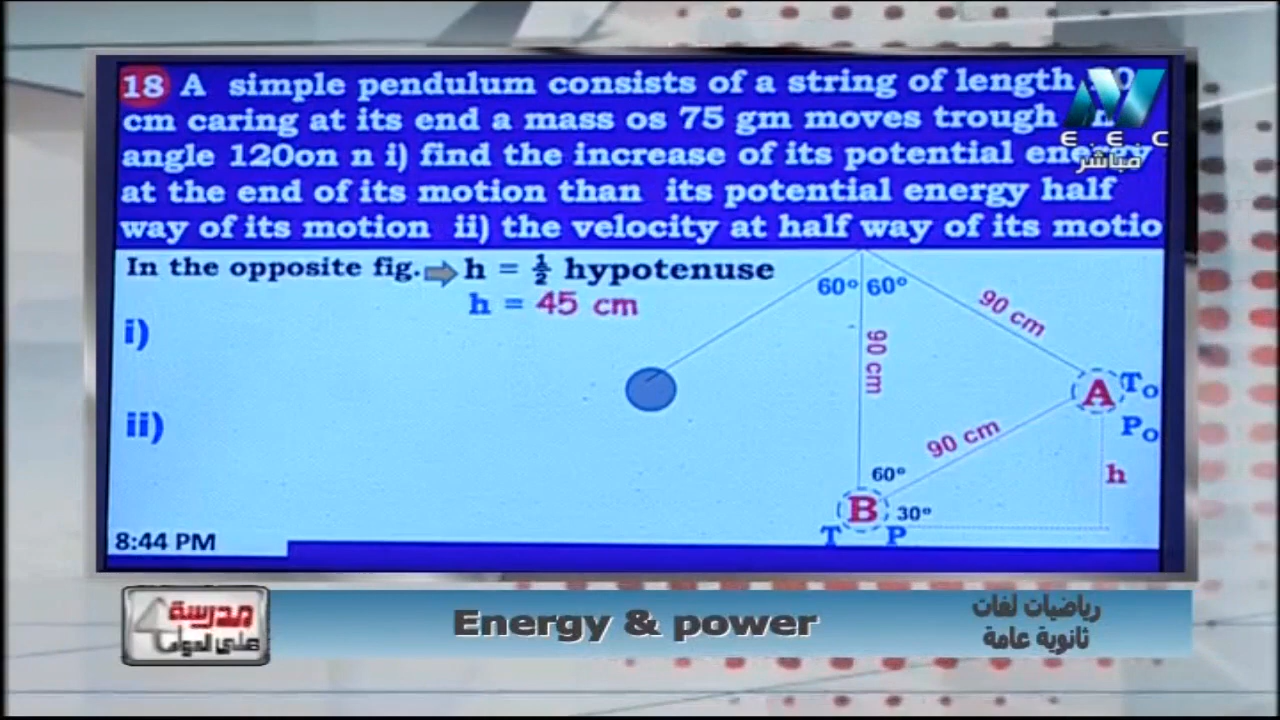 18 A simple pendulum consists of a string of length
cm caring at its end a mass os 75 gm moves trough
angle 120on n i) find the increase of its potential energy
at the end of its motion than its potential energy half
way of its motion ii) the velocity at half way of its motio
E E C
مباشر
In the opposite fig. h = ½ hypotenuse
h = 45 cm
i)
ii)
60° 60°
90 cm
90 cm
90 cm
A To
Po
h
60°
B 30°
T P
8:44 PM
مدرسة
على الهواء
Energy & power
رياضيات لغات
ثانوية عامة